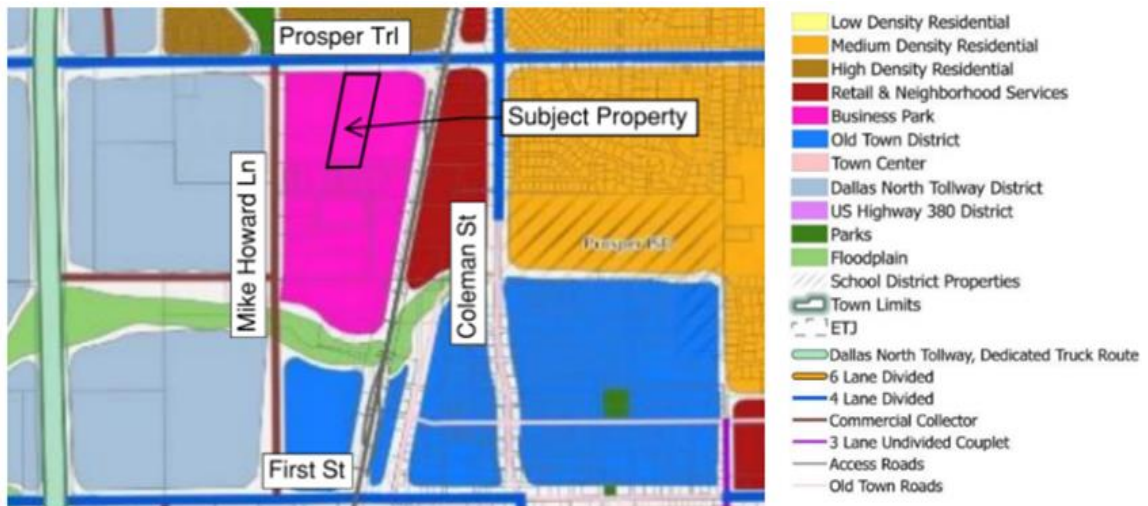 Prosper Trl
Subject Property
Mike Howard Ln
Coleman St
Prosper ISD
First St
Low Density Residential
Medium Density Residential
High Density Residential
Retail & Neighborhood Services
Business Park
Old Town District
Town Center
Dallas North Tollway District
US Highway 380 District
Parks
Floodplain
School District Properties
Town Limits
ETJ
Dallas North Tollway, Dedicated Truck Route
6 Lane Divided
4 Lane Divided
Commercial Collector
3 Lane Undivided Couplet
Access Roads
Old Town Roads